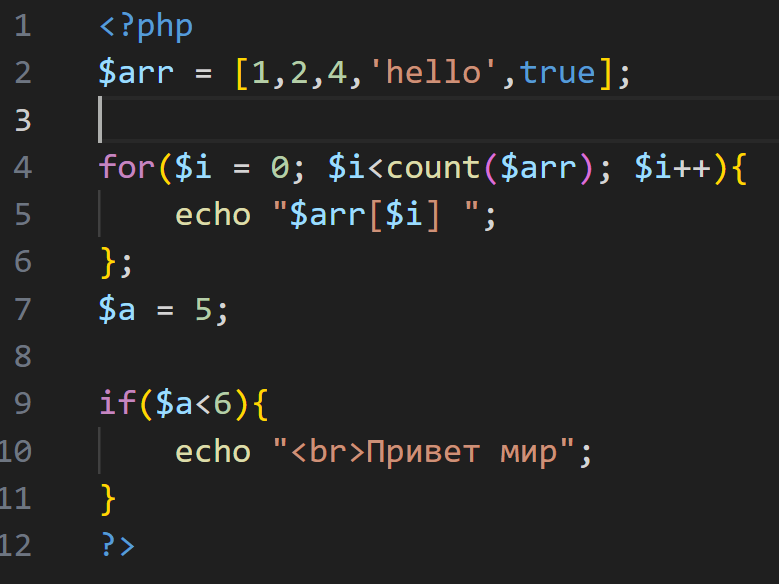 1 <?php
2 $arr = [1,2,4,'hello',true];
3
4 for($i = 0; $i<count($arr); $i++){
5     echo "$arr[$i] ";
6 };
7 $a = 5;
8
9 if($a<6){
10     echo "<br>Привет мир";
11 }
12 ?>